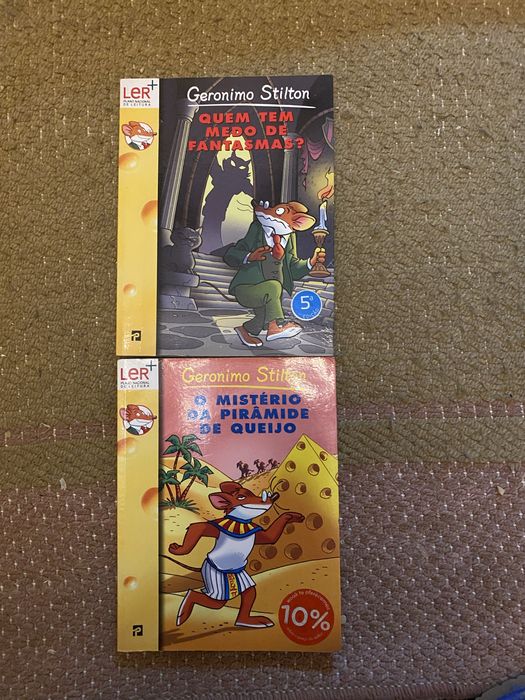 LeR+
PLANO NACIONAL
DE LEITURA
Geronimo Stilton
QUEM TEM
MEDO DE
FANTASMAS?
5ª
LeR+
PLANO NACIONAL
DE LEITURA
Geronimo Stilton
O MISTÉRIO
DA PIRÂMIDE
DE QUEIJO
10%